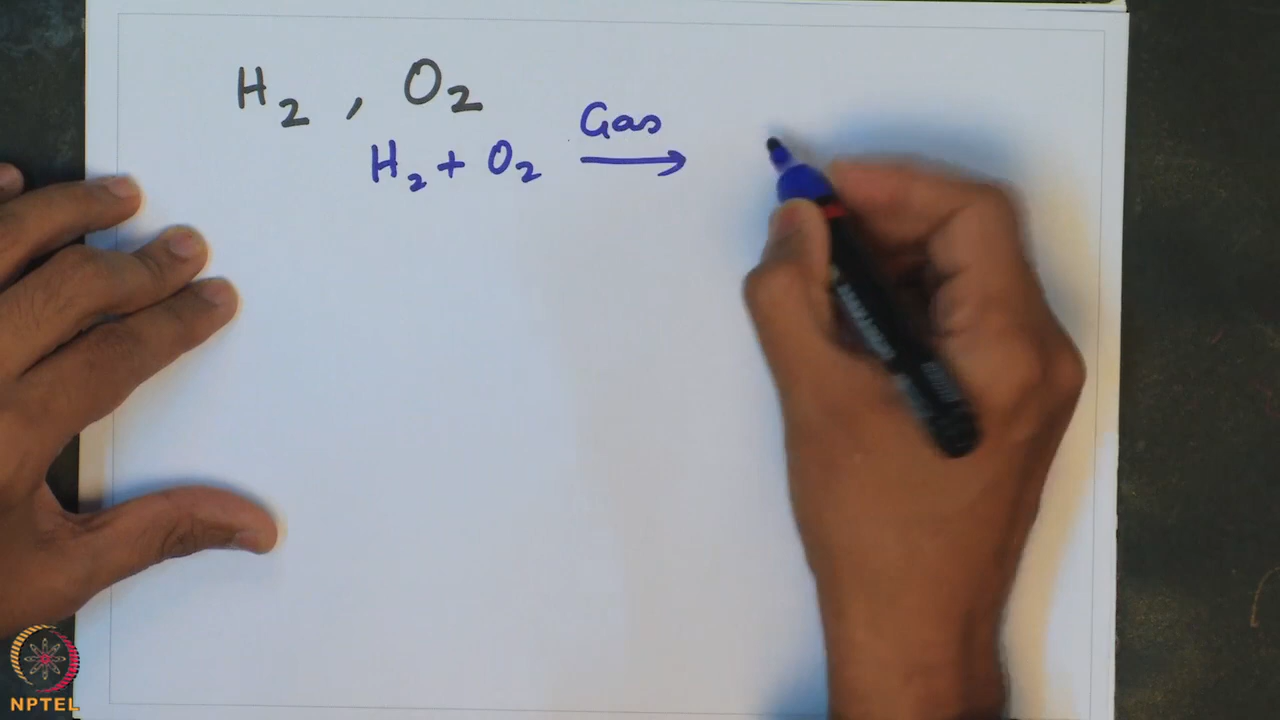 H₂ , O₂
Gas
H₂ + O₂ →
NPTEL